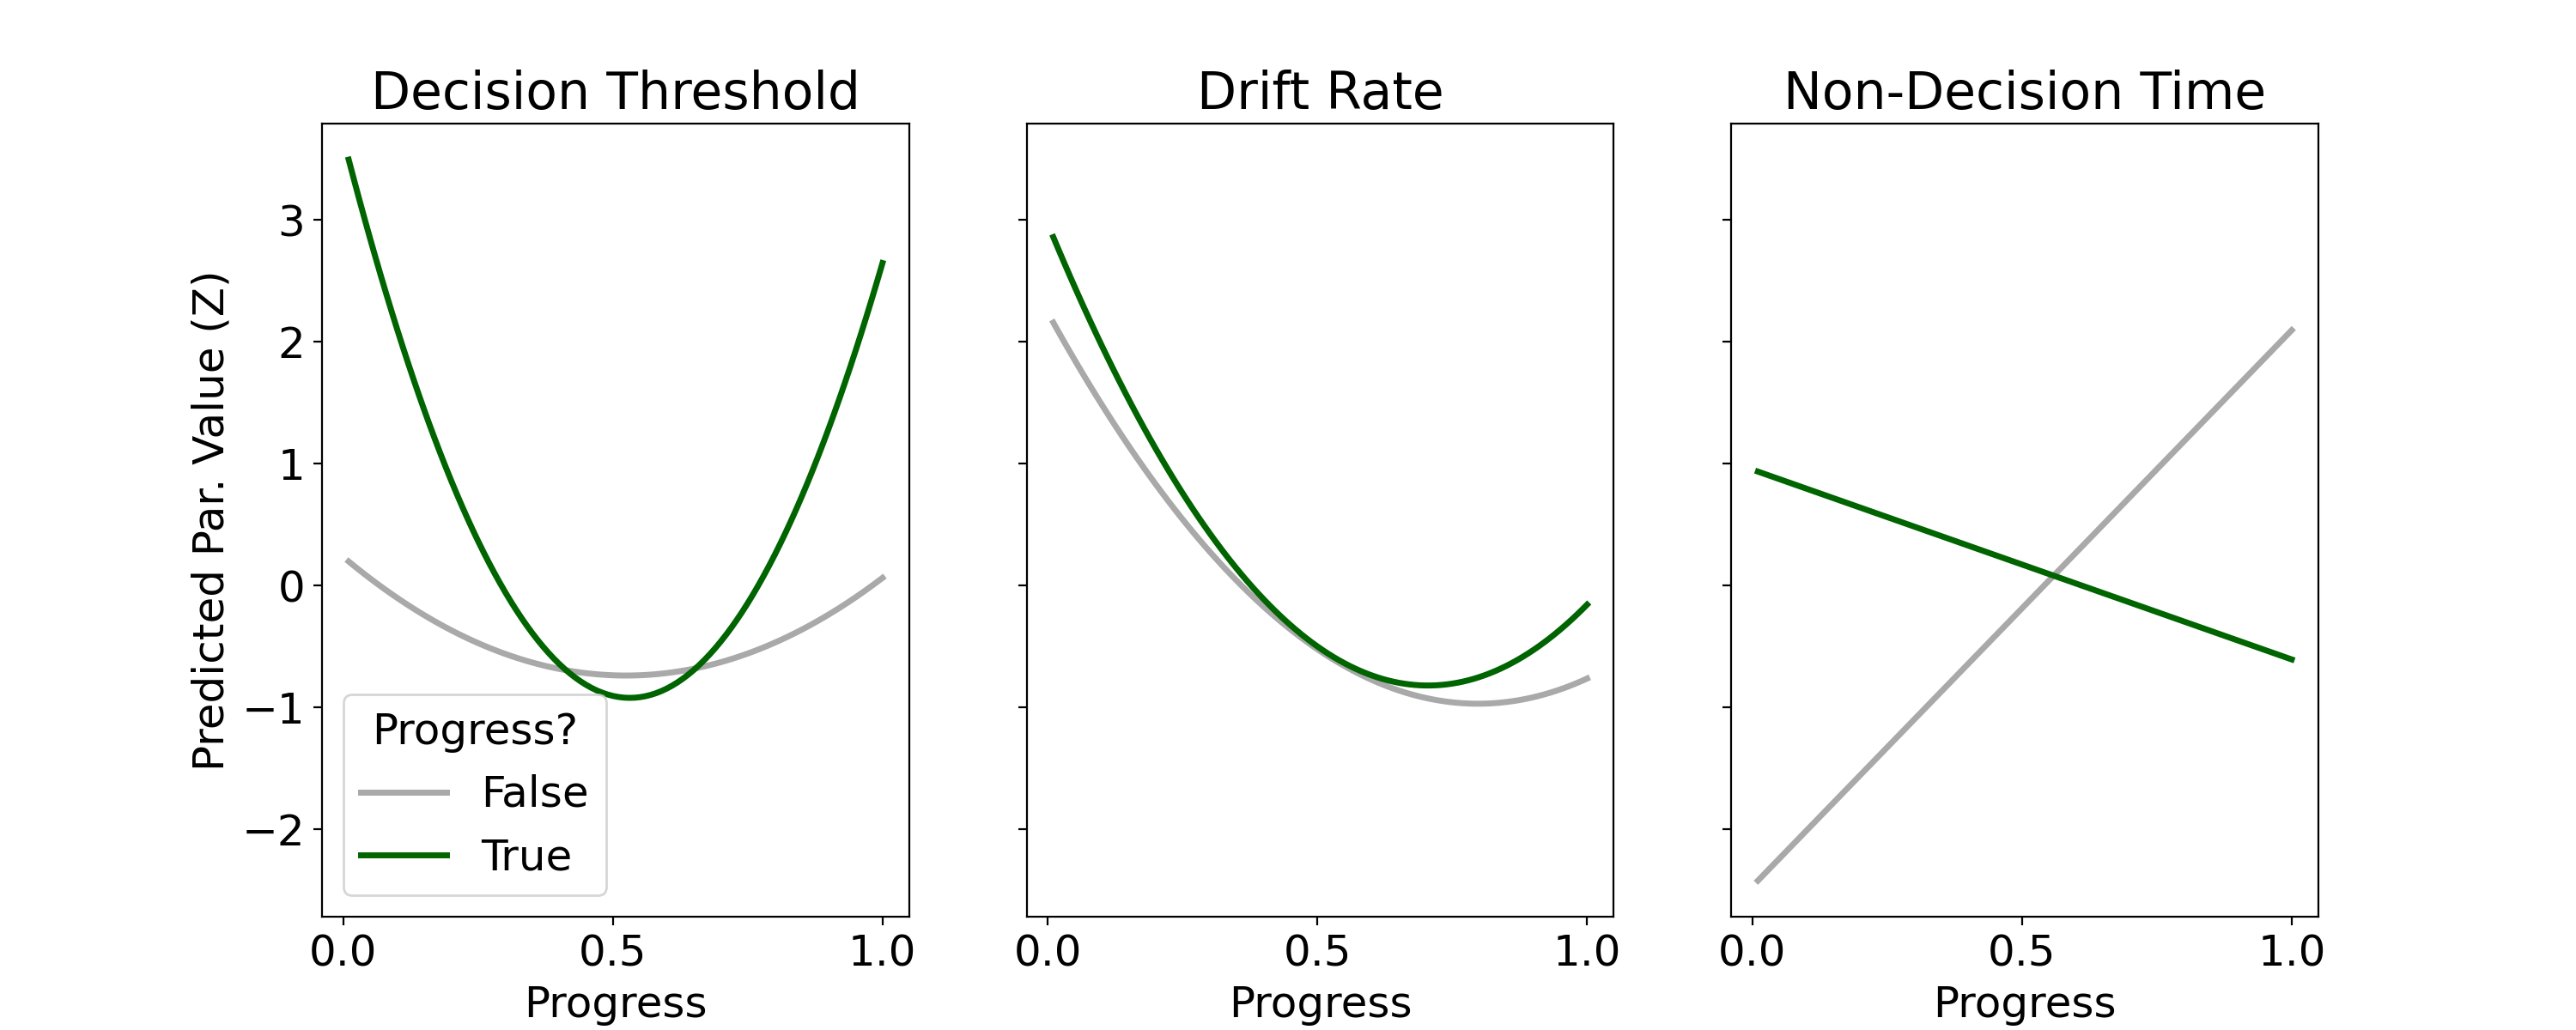 Decision Threshold
Drift Rate
Non-Decision Time
Predicted Par. Value (Z)
3
2
1
0
−1
−2
Progress?
False
True
0.0 0.5 1.0
0.0 0.5 1.0
0.0 0.5 1.0
Progress
Progress
Progress